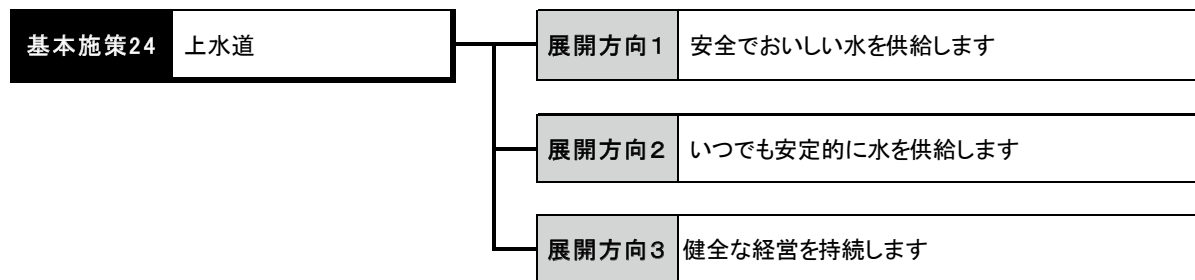 基本施策24 上水道
展開方向1 安全でおいしい水を供給します
展開方向2 いつでも安定的に水を供給します
展開方向3 健全な経営を持続します